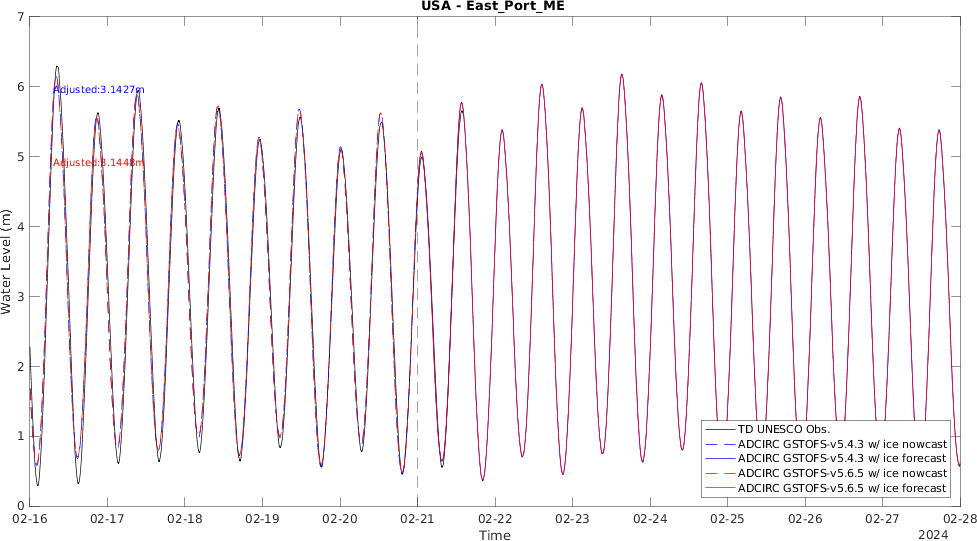 USA - East_Port_ME
7
6
5
4
3
2
1
0
Water Level (m)
Adjusted:3.1427m
Adjusted:3.1448m
TD UNESCO Obs.
ADCIRC GSTOFS-v5.4.3 w/ ice nowcast
ADCIRC GSTOFS-v5.4.3 w/ ice forecast
ADCIRC GSTOFS-v5.6.5 w/ ice nowcast
ADCIRC GSTOFS-v5.6.5 w/ ice forecast
02-16 02-17 02-18 02-19 02-20 02-21 02-22 02-23 02-24 02-25 02-26 02-27 02-28
Time
2024